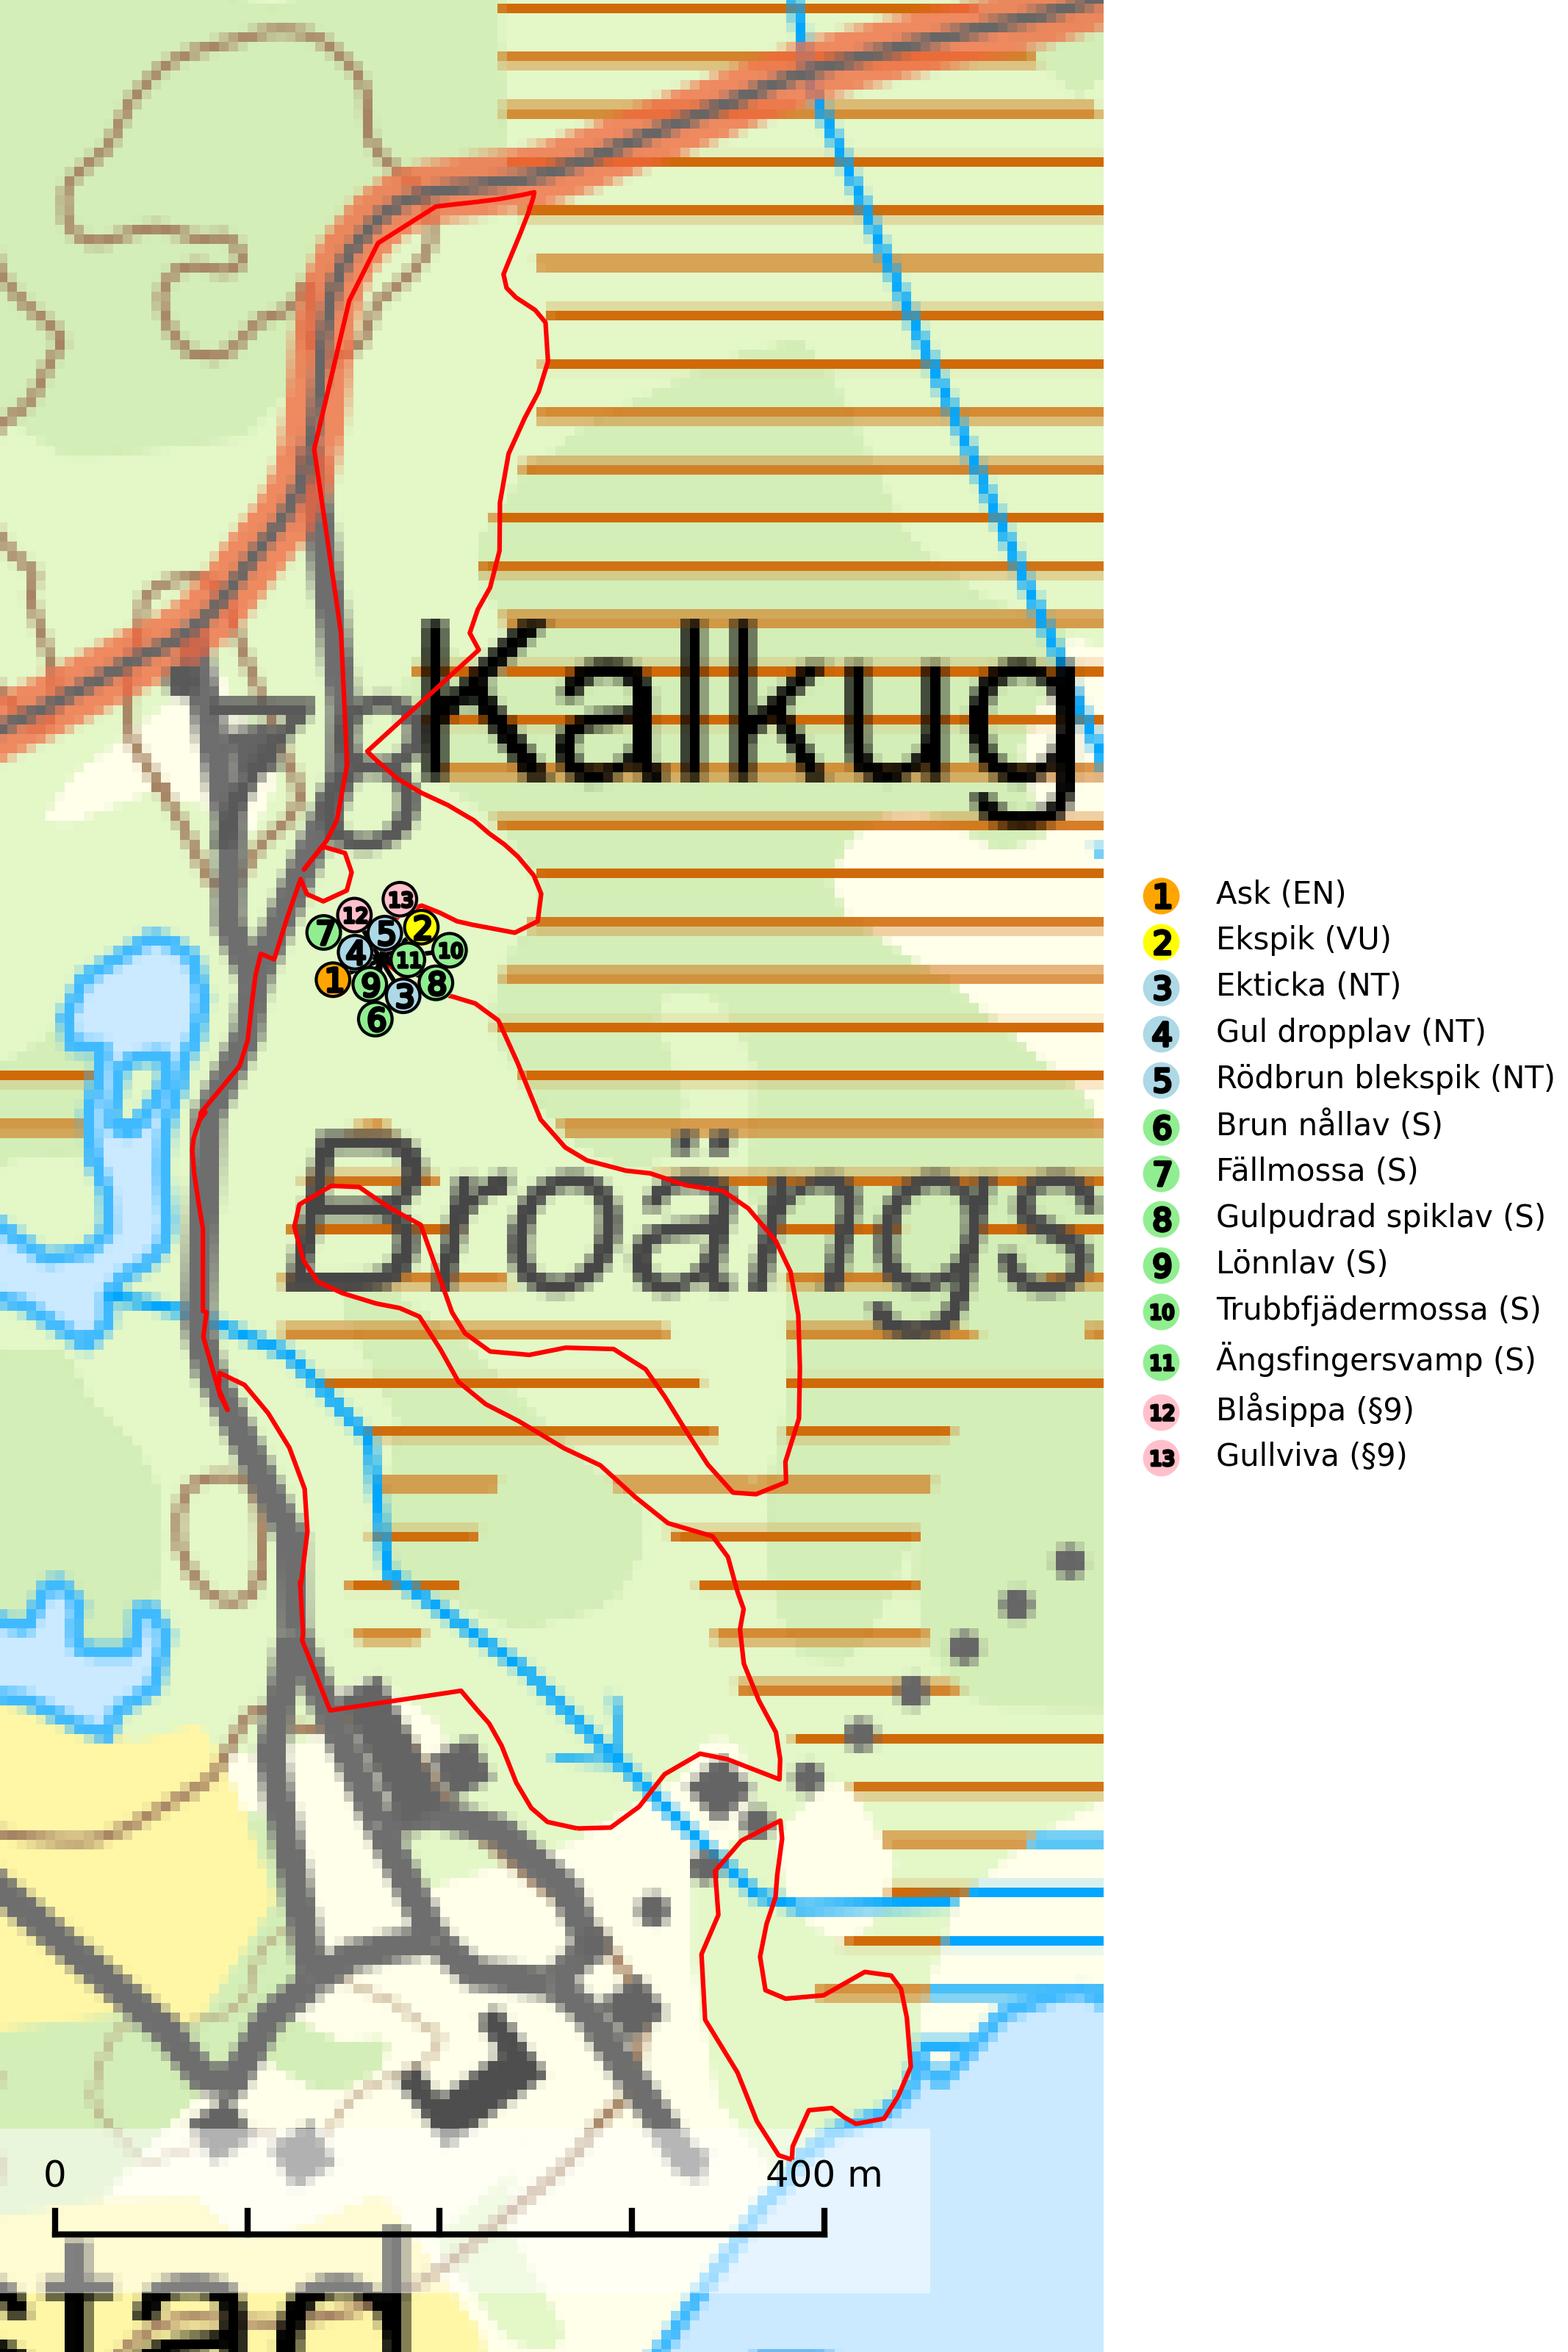 Kalkug
13
12
7
5
2
4
11
10
1
9
3
8
6
Broängs
0
400 m
stad
1 Ask (EN)
2 Ekspik (VU)
3 Ekticka (NT)
4 Gul dropplav (NT)
5 Rödbrun blekspik (NT)
6 Brun nållav (S)
7 Fällmossa (S)
8 Gulpudrad spiklav (S)
9 Lönnlav (S)
10 Trubbfjädermossa (S)
11 Ängsfingersvamp (S)
12 Blåsippa (§9)
13 Gullviva (§9)